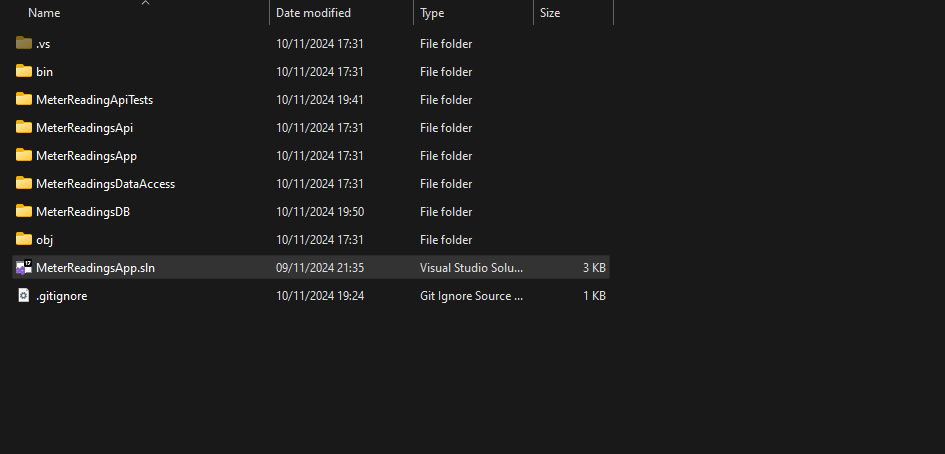 Name Date modified Type Size
.vs 10/11/2024 17:31 File folder
bin 10/11/2024 17:31 File folder
MeterReadingApiTests 10/11/2024 19:41 File folder
MeterReadingsApi 10/11/2024 17:31 File folder
MeterReadingsApp 10/11/2024 17:31 File folder
MeterReadingsDataAccess 10/11/2024 17:31 File folder
MeterReadingsDB 10/11/2024 19:50 File folder
obj 10/11/2024 17:31 File folder
MeterReadingsApp.sln 09/11/2024 21:35 Visual Studio Solu... 3 KB
.gitignore 10/11/2024 19:24 Git Ignore Source ... 1 KB